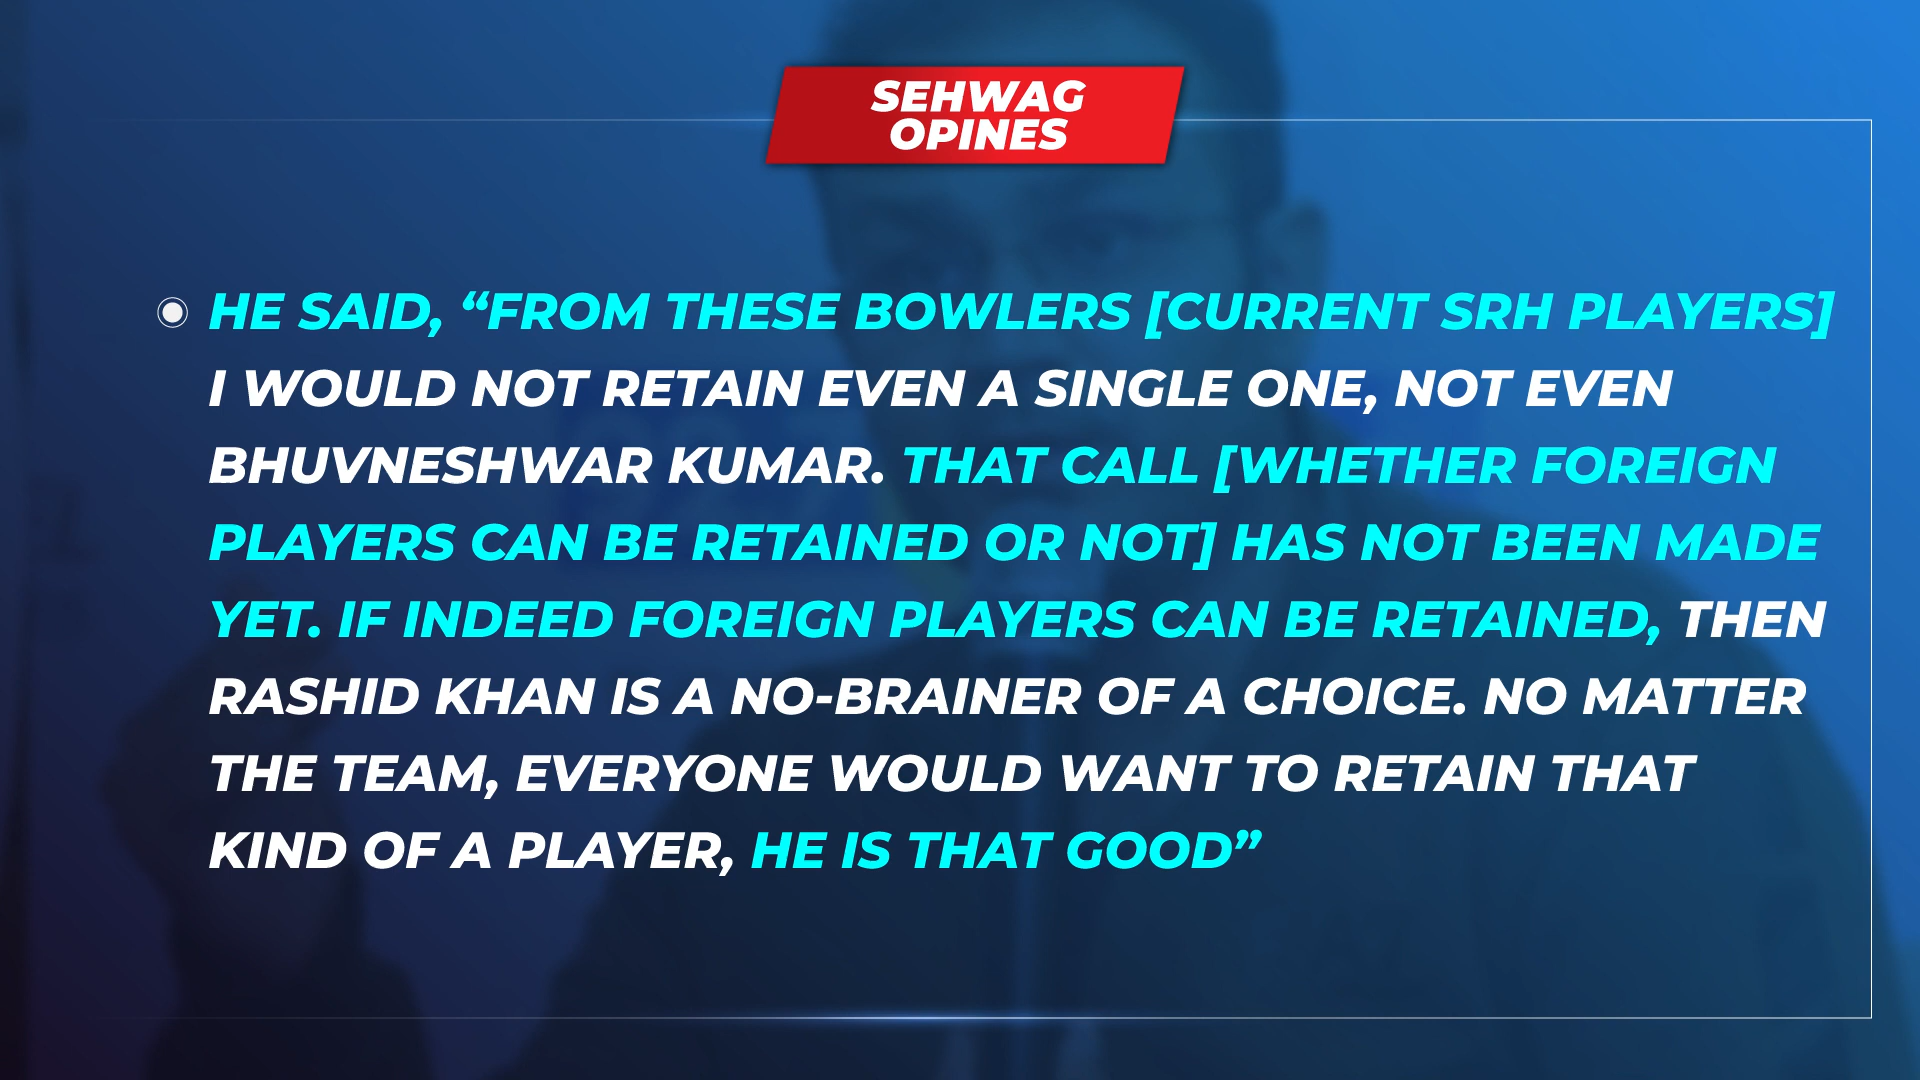 SEHWAG
OPINES
HE SAID, “FROM THESE BOWLERS [CURRENT SRH PLAYERS]
I WOULD NOT RETAIN EVEN A SINGLE ONE, NOT EVEN
BHUVNESHWAR KUMAR. THAT CALL [WHETHER FOREIGN
PLAYERS CAN BE RETAINED OR NOT] HAS NOT BEEN MADE
YET. IF INDEED FOREIGN PLAYERS CAN BE RETAINED, THEN
RASHID KHAN IS A NO-BRAINER OF A CHOICE. NO MATTER
THE TEAM, EVERYONE WOULD WANT TO RETAIN THAT
KIND OF A PLAYER, HE IS THAT GOOD”